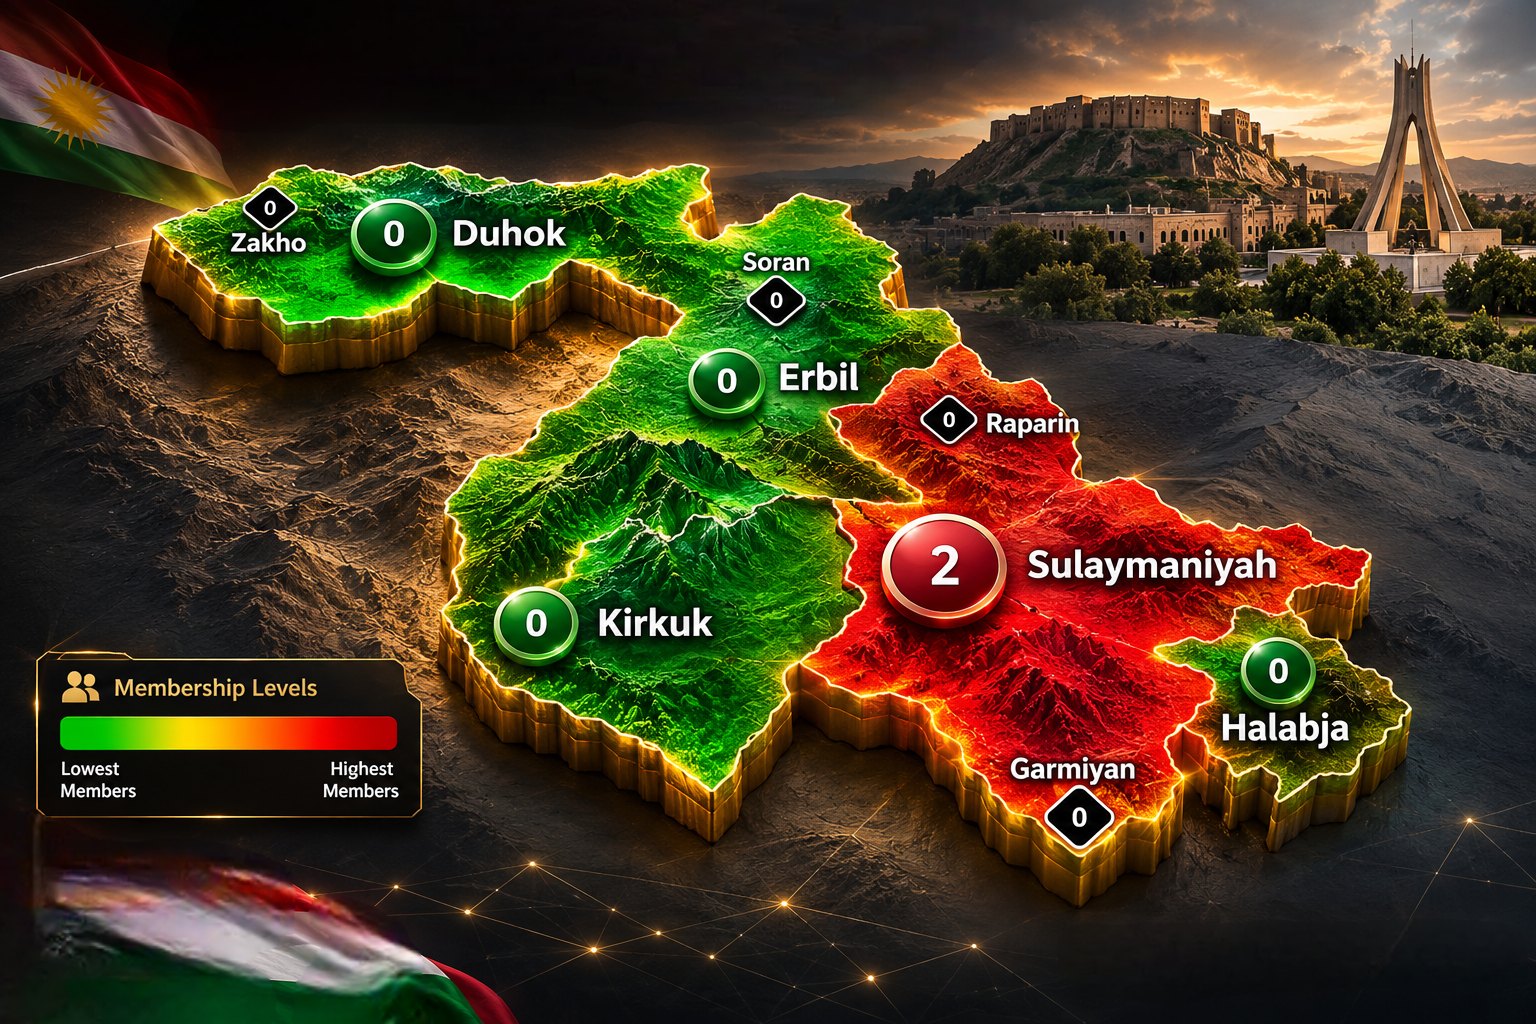 0
Zakho
0
Duhok
Soran
0
0
Erbil
0
Raparin
2
Sulaymaniyah
0
Kirkuk
0
Halabja
Garmiyan
0
Membership Levels
Lowest
Members
Highest
Members